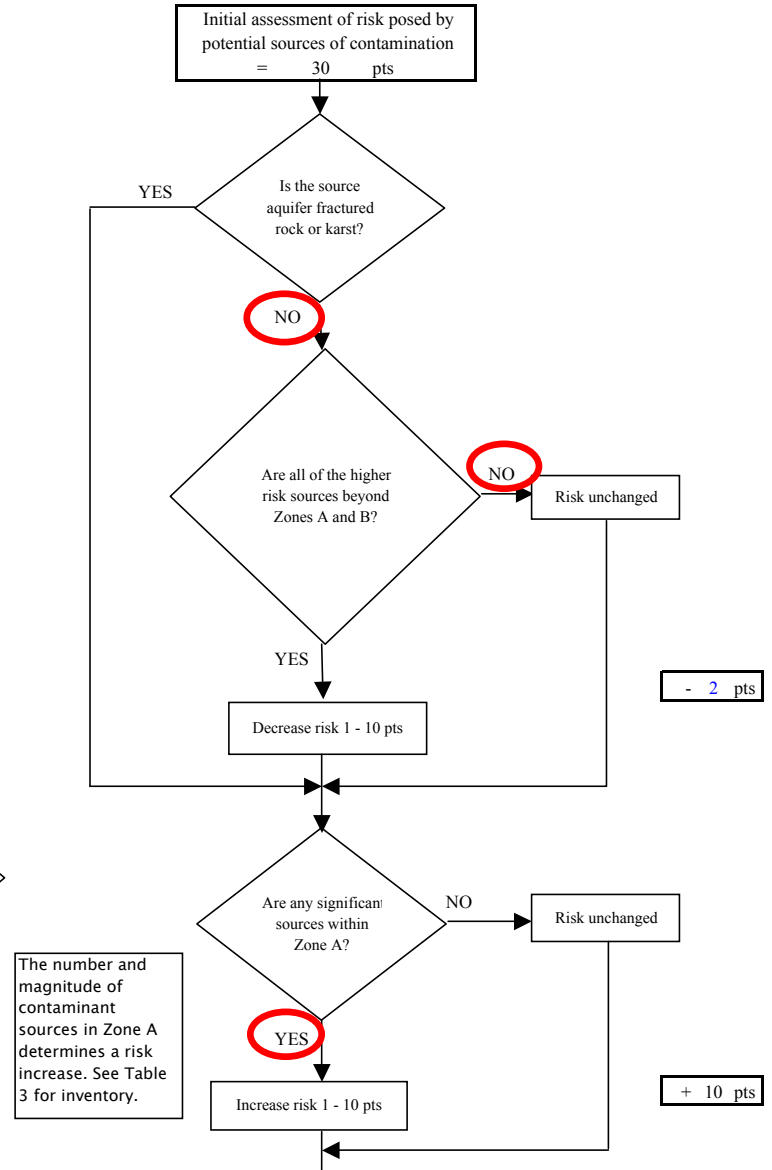 Initial assessment of risk posed by
potential sources of contamination
= 30 pts
YES
Is the source
aquifer fractured
rock or karst?
NO
Are all of the higher
risk sources beyond
Zones A and B?
NO
Risk unchanged
YES
- 2 pts
Decrease risk 1 - 10 pts
Are any significant
sources within
Zone A?
NO
Risk unchanged
The number and
magnitude of
contaminant
sources in Zone A
determines a risk
increase. See Table
3 for inventory.
YES
Increase risk 1 - 10 pts
+ 10 pts